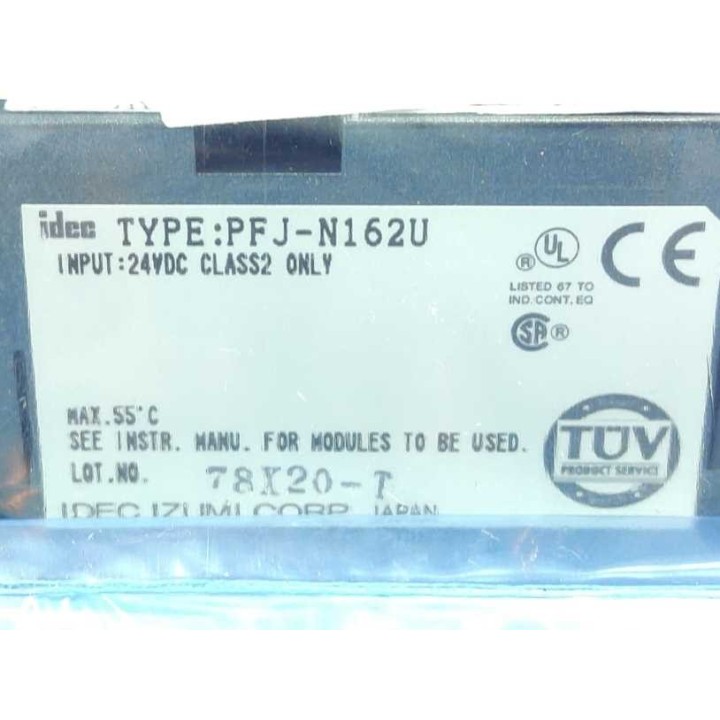 idec TYPE:PFJ-N162U
INPUT:24VDC CLASS2 ONLY
® UL CE
LISTED 67 TO
IND.CONT.EQ
SA ®
MAX.55°C
SEE INSTR. MANU. FOR MODULES TO BE USED.
LOT.NO. 78X20-T
IDEC IZUMI CORP. JAPAN
TÜV
PRODUCT SERVICE